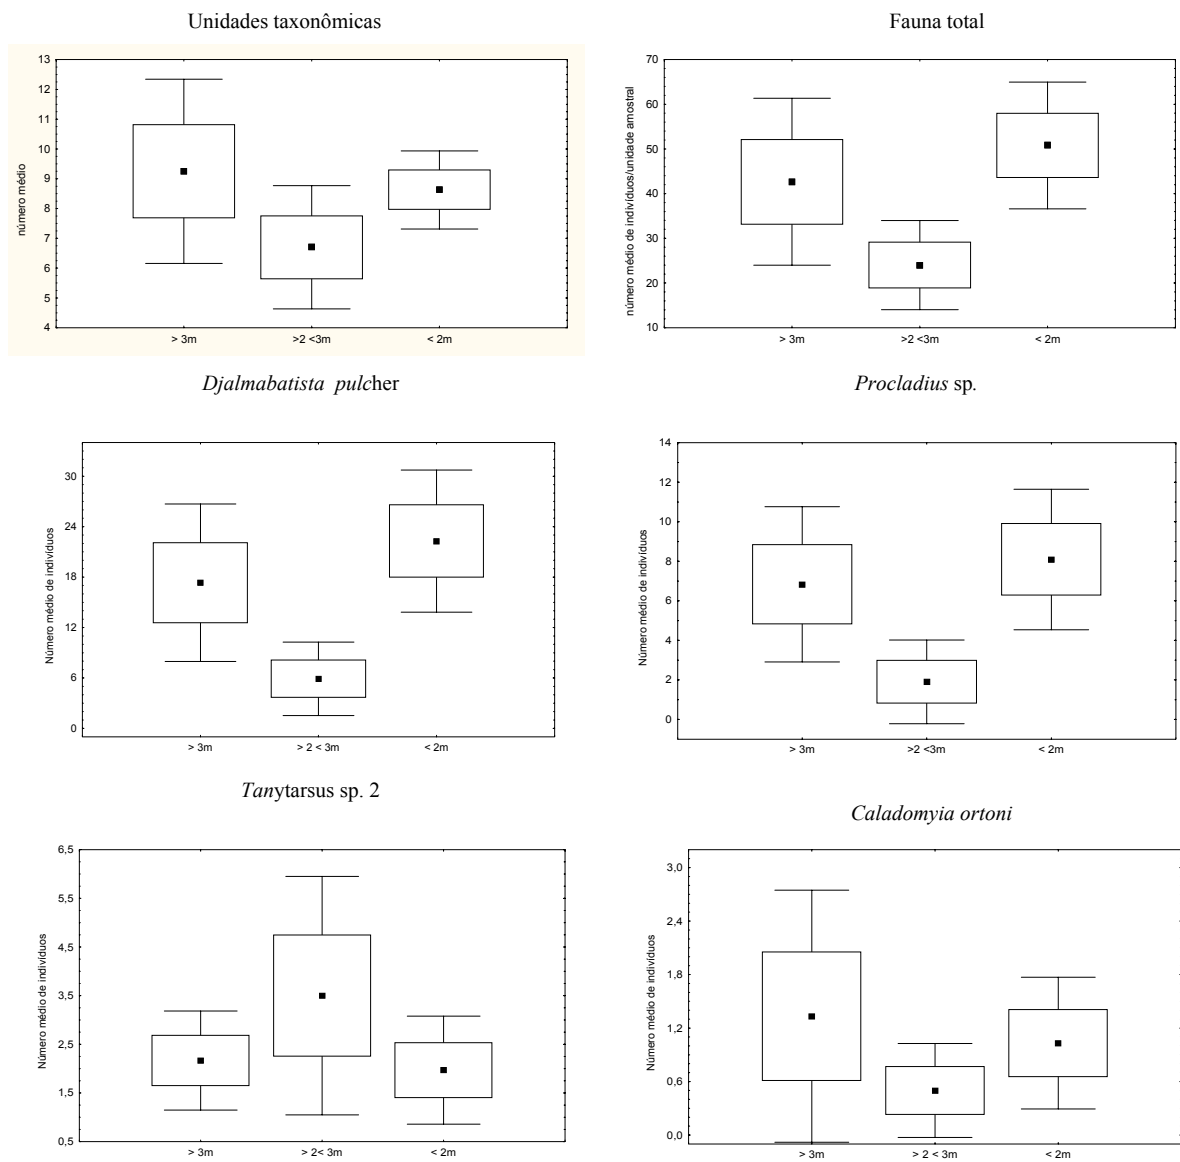 Unidades taxonômicas
número médio
13
12
11
10
9
8
7
6
5
4
> 3m
>2 <3m
< 2m
Fauna total
número médio de indivíduos/unidade amostral
70
60
50
40
30
20
10
> 3m
>2 <3m
< 2m
Djalmabatista pulcher
Número médio de indivíduos
30
24
18
12
6
0
> 3m
> 2 < 3m
< 2m
Procladius sp.
Número médio de indivíduos
14
12
10
8
6
4
2
0
> 3m
>2 <3m
< 2m
Tanytarsus sp. 2
Número médio de indivíduos
6,5
5,5
4,5
3,5
2,5
1,5
0,5
> 3m
> 2< 3m
< 2m
Caladomyia ortoni
Número médio de indivíduos
3,0
2,4
1,8
1,2
0,6
0,0
> 3m
> 2 < 3m
< 2m